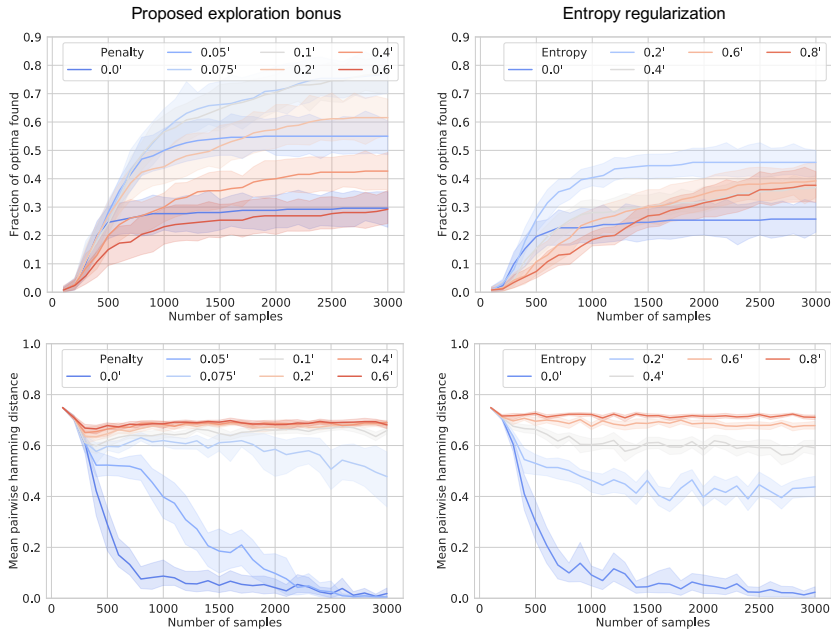 Proposed exploration bonus
Entropy regularization
Fraction of optima found
0.9
0.8
0.7
0.6
0.5
0.4
0.3
0.2
0.1
0.0
Penalty 0.05' 0.1' 0.4'
0.0' 0.075' 0.2' 0.6'
0 500 1000 1500 2000 2500 3000
Number of samples
Fraction of optima found
0.9
0.8
0.7
0.6
0.5
0.4
0.3
0.2
0.1
0.0
Entropy 0.2' 0.6' 0.8'
0.0' 0.4'
0 500 1000 1500 2000 2500 3000
Number of samples
Mean pairwise hamming distance
1.0
0.8
0.6
0.4
0.2
0.0
Penalty 0.05' 0.1' 0.4'
0.0' 0.075' 0.2' 0.6'
0 500 1000 1500 2000 2500 3000
Number of samples
Mean pairwise hamming distance
1.0
0.8
0.6
0.4
0.2
0.0
Entropy 0.2' 0.6' 0.8'
0.0' 0.4'
0 500 1000 1500 2000 2500 3000
Number of samples